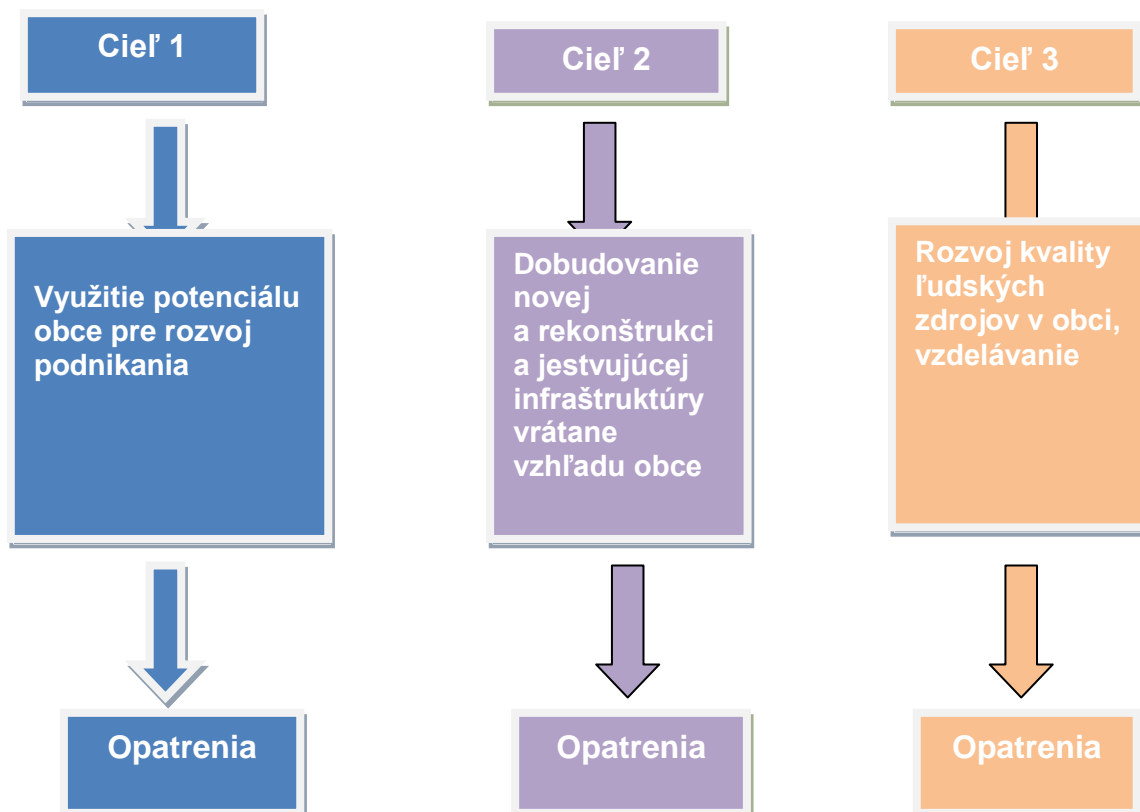 Cieľ 1
Cieľ 2
Cieľ 3
Využitie potenciálu
obce pre rozvoj
podnikania
Dobudovanie
novej
a rekonštrukci
a jestvujúcej
infraštruktúry
vrátane
vzhľadu obce
Rozvoj kvality
ľudských
zdrojov v obci,
vzdelávanie
Opatrenia
Opatrenia
Opatrenia